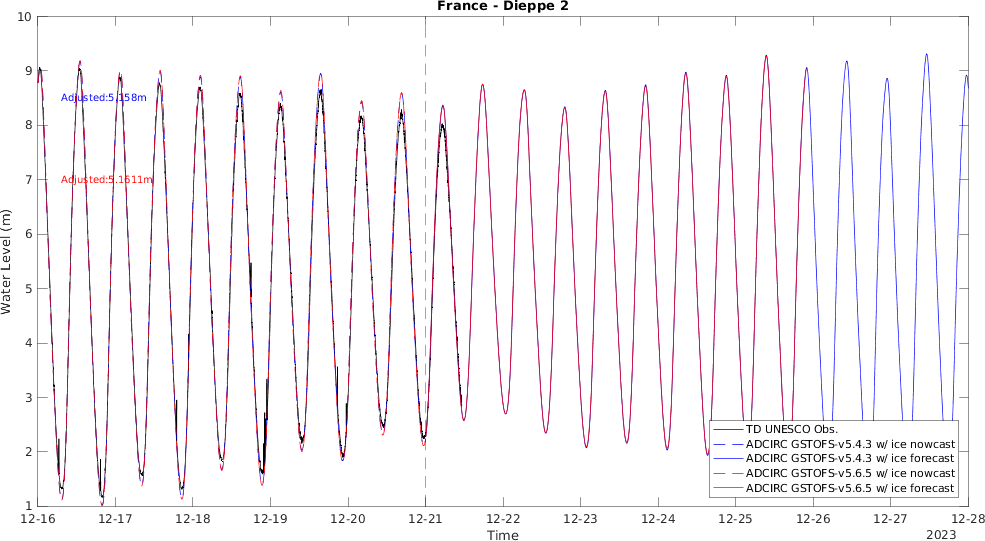 France - Dieppe 2
10
9
8
7
6
5
4
3
2
1
Water Level (m)
Adjusted:5.158m
Adjusted:5.1611m
TD UNESCO Obs.
ADCIRC GSTOFS-v5.4.3 w/ ice nowcast
ADCIRC GSTOFS-v5.4.3 w/ ice forecast
ADCIRC GSTOFS-v5.6.5 w/ ice nowcast
ADCIRC GSTOFS-v5.6.5 w/ ice forecast
12-16 12-17 12-18 12-19 12-20 12-21 12-22 12-23 12-24 12-25 12-26 12-27 12-28
Time
2023